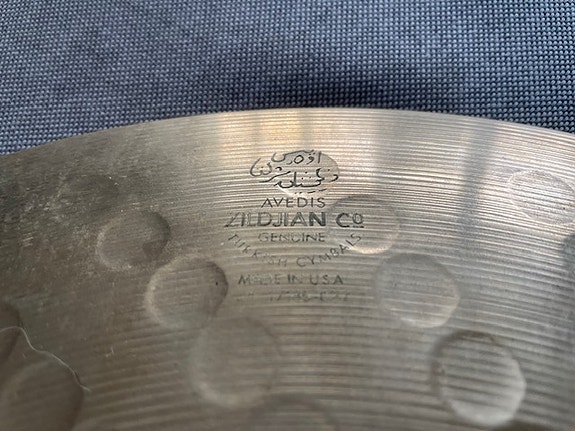 AVEDIS
ZILDJIAN CO
GENUINE
TURKISH CYMBALS
MADE IN USA